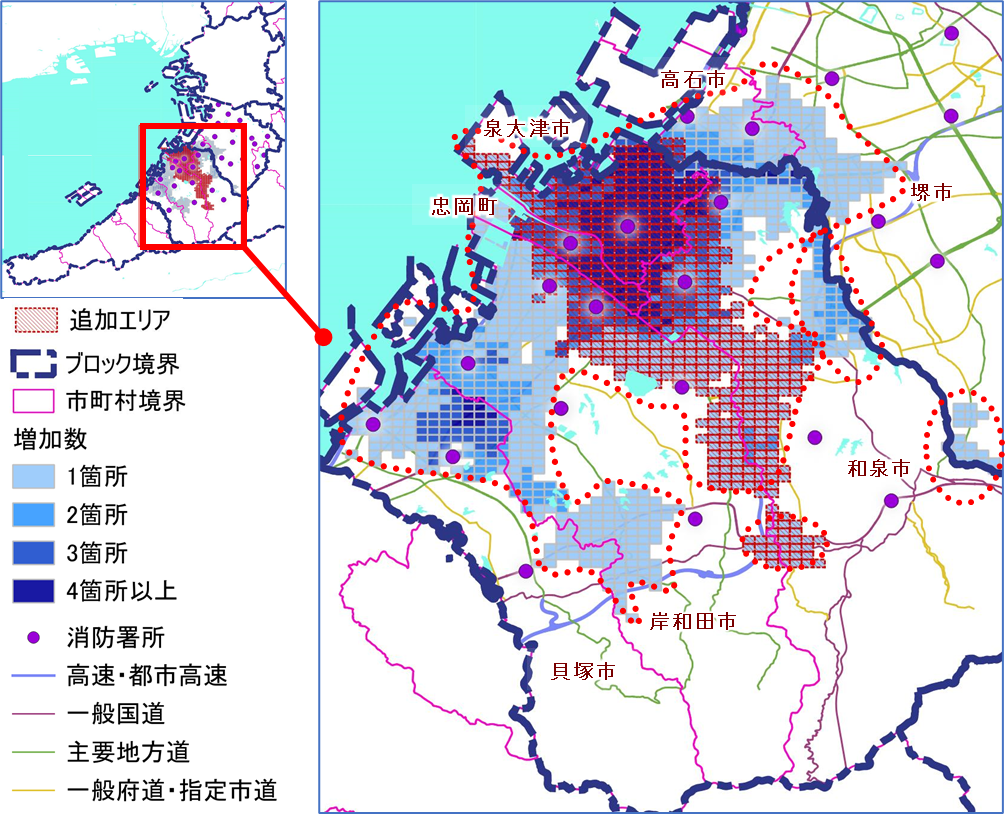 高石市
泉大津市
忠岡町
堺市
追加エリア
ブロック境界
市町村境界
増加数
1箇所
2箇所
3箇所
4箇所以上
消防署所
高速・都市高速
一般国道
主要地方道
一般府道・指定市道
和泉市
岸和田市
貝塚市